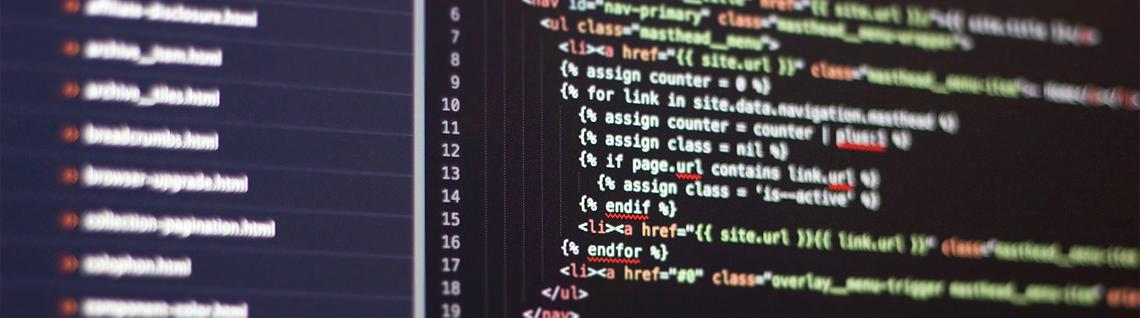 affiliate-disclosure.html
archive__item.html
archive__tiles.html
breadcrumbs.html
browser-upgrade.html
collection-pagination.html
colophon.html
component-color.html
6 <nav id="nav-primary" class="masthead__menu-wrapper">
7 <ul class="masthead__menu">
8 <li><a href="{{ site.url }}" class="masthead__menu-item"
9 {% assign counter = 0 %}
10 {% for link in site.data.navigation.masthead %}
11 {% assign counter = counter | plus:1 %}
12 {% assign class = nil %}
13 {% if page.url contains link.url %}
14 {% assign class = 'is--active' %}
15 {% endif %}
16 <li><a href="{{ site.url }}{{ link.url }}" class="masthead__menu-item
17 {% endfor %}
18 <li><a href="#0" class="overlay__menu-trigger masthead__menu-item
19 </ul>
</nav>